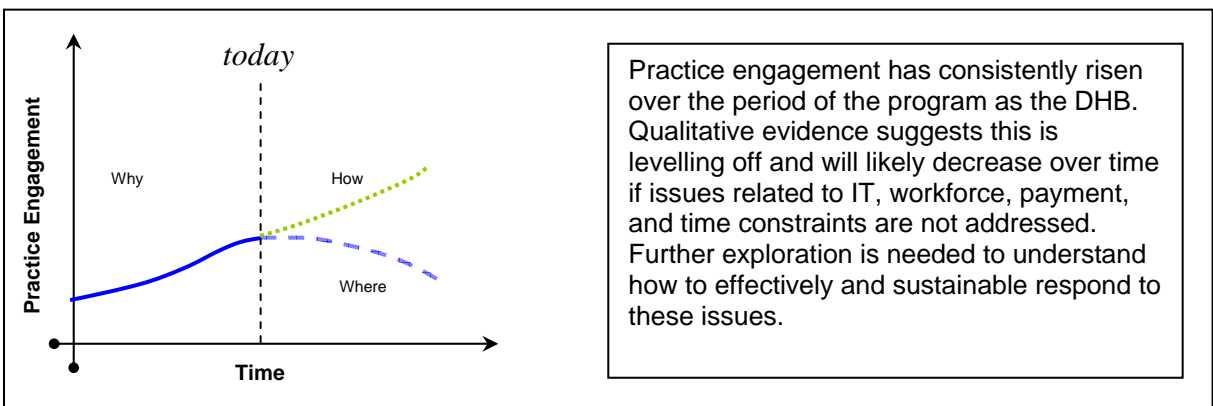 today
Practice Engagement
Why
How
Where
Time
Practice engagement has consistently risen
over the period of the program as the DHB.
Qualitative evidence suggests this is
levelling off and will likely decrease over time
if issues related to IT, workforce, payment,
and time constraints are not addressed.
Further exploration is needed to understand
how to effectively and sustainable respond to
these issues.